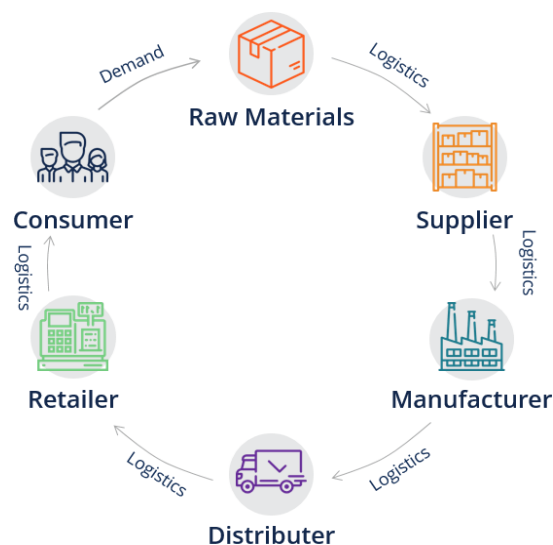 Raw Materials
Logistics
Supplier
Logistics
Manufacturer
Logistics
Distributer
Logistics
Retailer
Logistics
Consumer
Demand